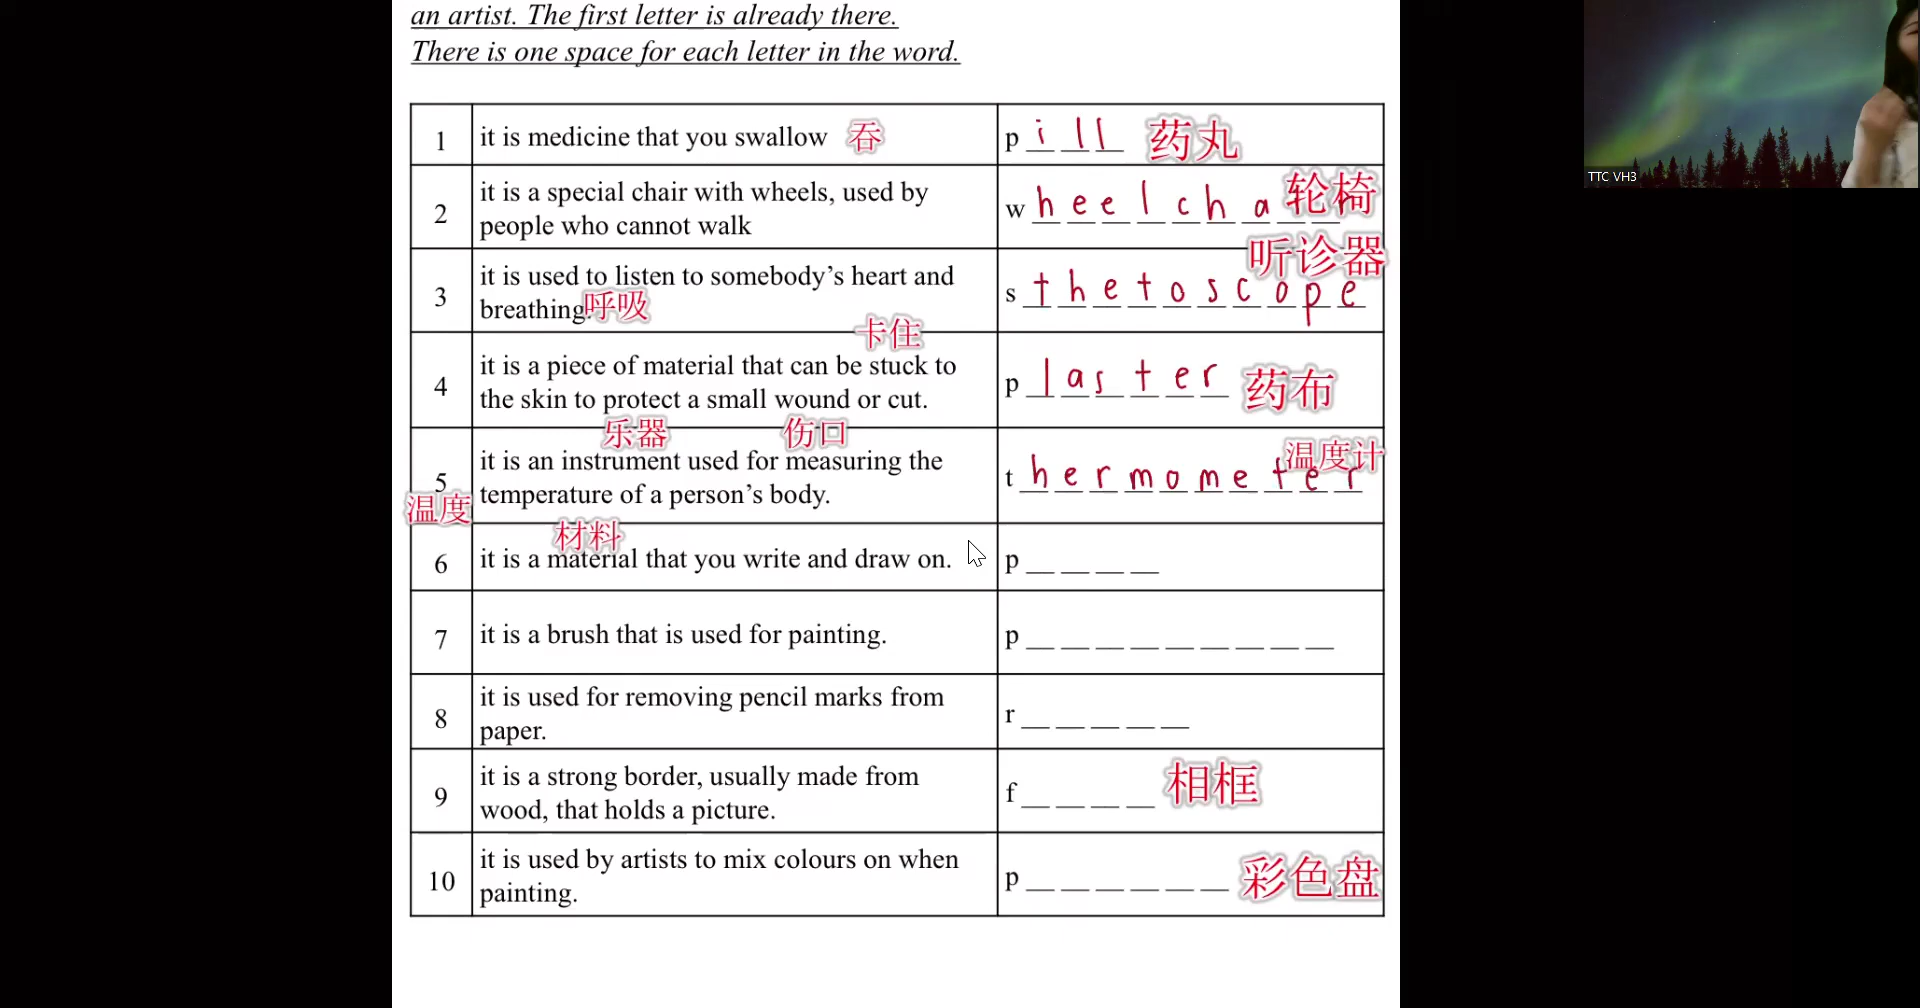 an artist. The first letter is already there.
There is one space for each letter in the word.
TTC VH3
1 it is medicine that you swallow 吞 p i l l 药丸
2 it is a special chair with wheels, used by people who cannot walk w h e e l c h a 轮椅
3 it is used to listen to somebody's heart and breathing. 呼吸 s t h e t o s c o p e 听诊器
卡住
4 it is a piece of material that can be stuck to the skin to protect a small wound or cut. p l a s t e r 药布
乐器 伤口
5 it is an instrument used for measuring the temperature of a person's body. t h e r m o m e t e r 温度计
温度
材料
6 it is a material that you write and draw on. p _ _ _ _
7 it is a brush that is used for painting. p _ _ _ _ _ _ _ _ _
8 it is used for removing pencil marks from paper. r _ _ _ _ _
9 it is a strong border, usually made from wood, that holds a picture. f _ _ _ _ 相框
10 it is used by artists to mix colours on when painting. p _ _ _ _ _ _ 彩色盘